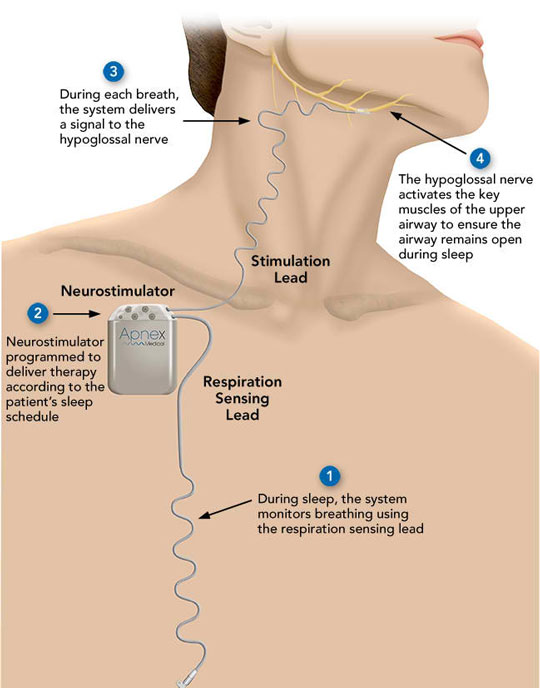 3
During each breath,
the system delivers
a signal to the
hypoglossal nerve
4
The hypoglossal nerve
activates the key
muscles of the upper
airway to ensure the
airway remains open
during sleep
Stimulation
Lead
Neurostimulator
2
Apnex
Medical
Neurostimulator
programmed to
deliver therapy
according to the
patient's sleep
schedule
Respiration
Sensing
Lead
1
During sleep, the system
monitors breathing using
the respiration sensing lead